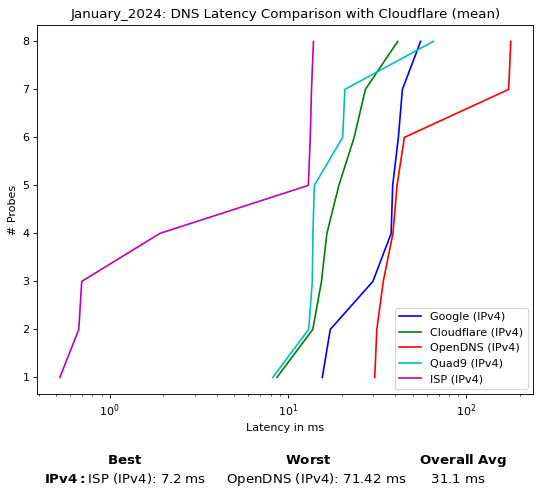 January_2024: DNS Latency Comparison with Cloudflare (mean)
# Probes
8
7
6
5
4
3
2
1
Google (IPv4)
Cloudflare (IPv4)
OpenDNS (IPv4)
Quad9 (IPv4)
ISP (IPv4)
10⁰ 10¹ 10²
Latency in ms
Best Worst Overall Avg
IPv4: ISP (IPv4): 7.2 ms OpenDNS (IPv4): 71.42 ms 31.1 ms